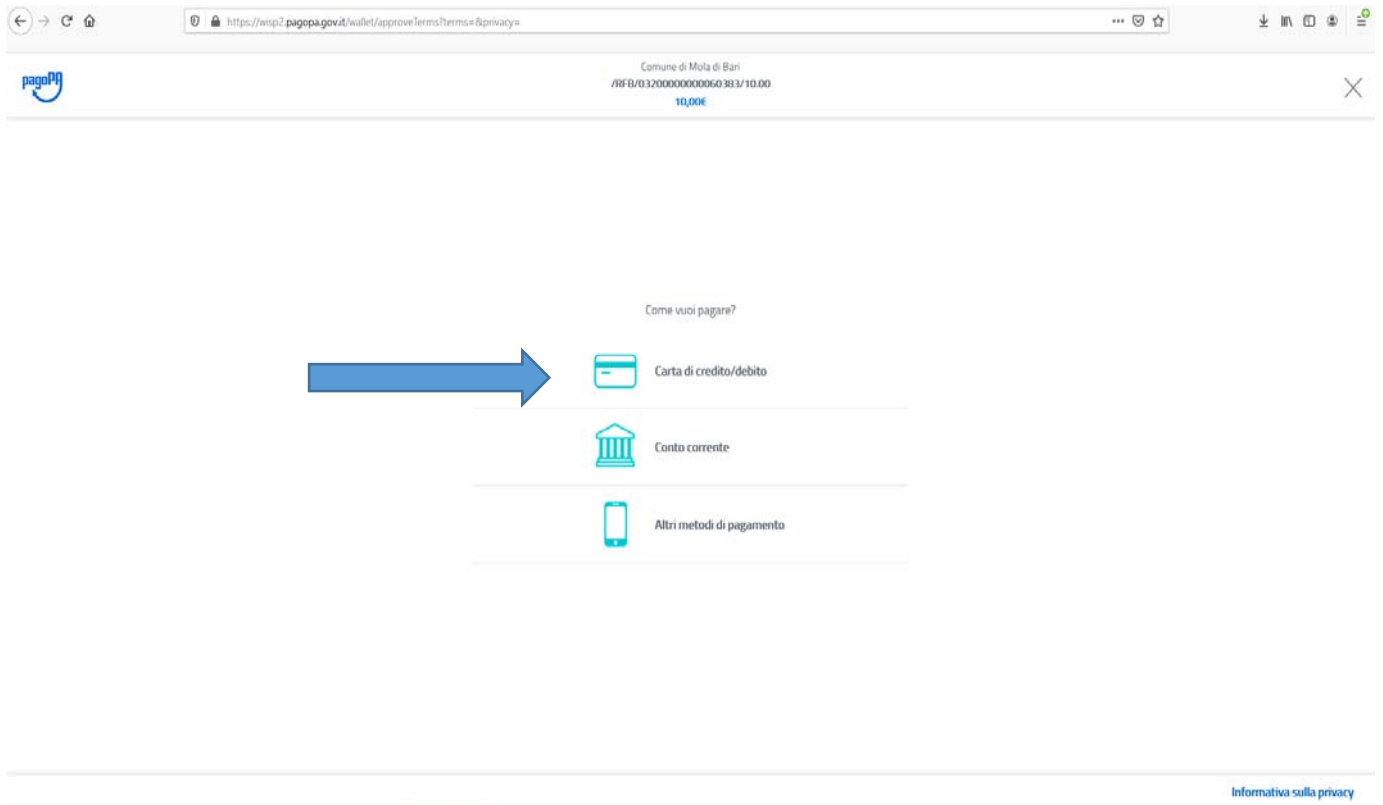 https://wisp2.pagopa.gov.it/wallet/approveTerms?terms=&privacy=
pagoPA
Comune di Mola di Bari
/RFB/03200000000060383/10.00
10,00€
Come vuoi pagare?
Carta di credito/debito
Conto corrente
Altri metodi di pagamento
Informativa sulla privacy